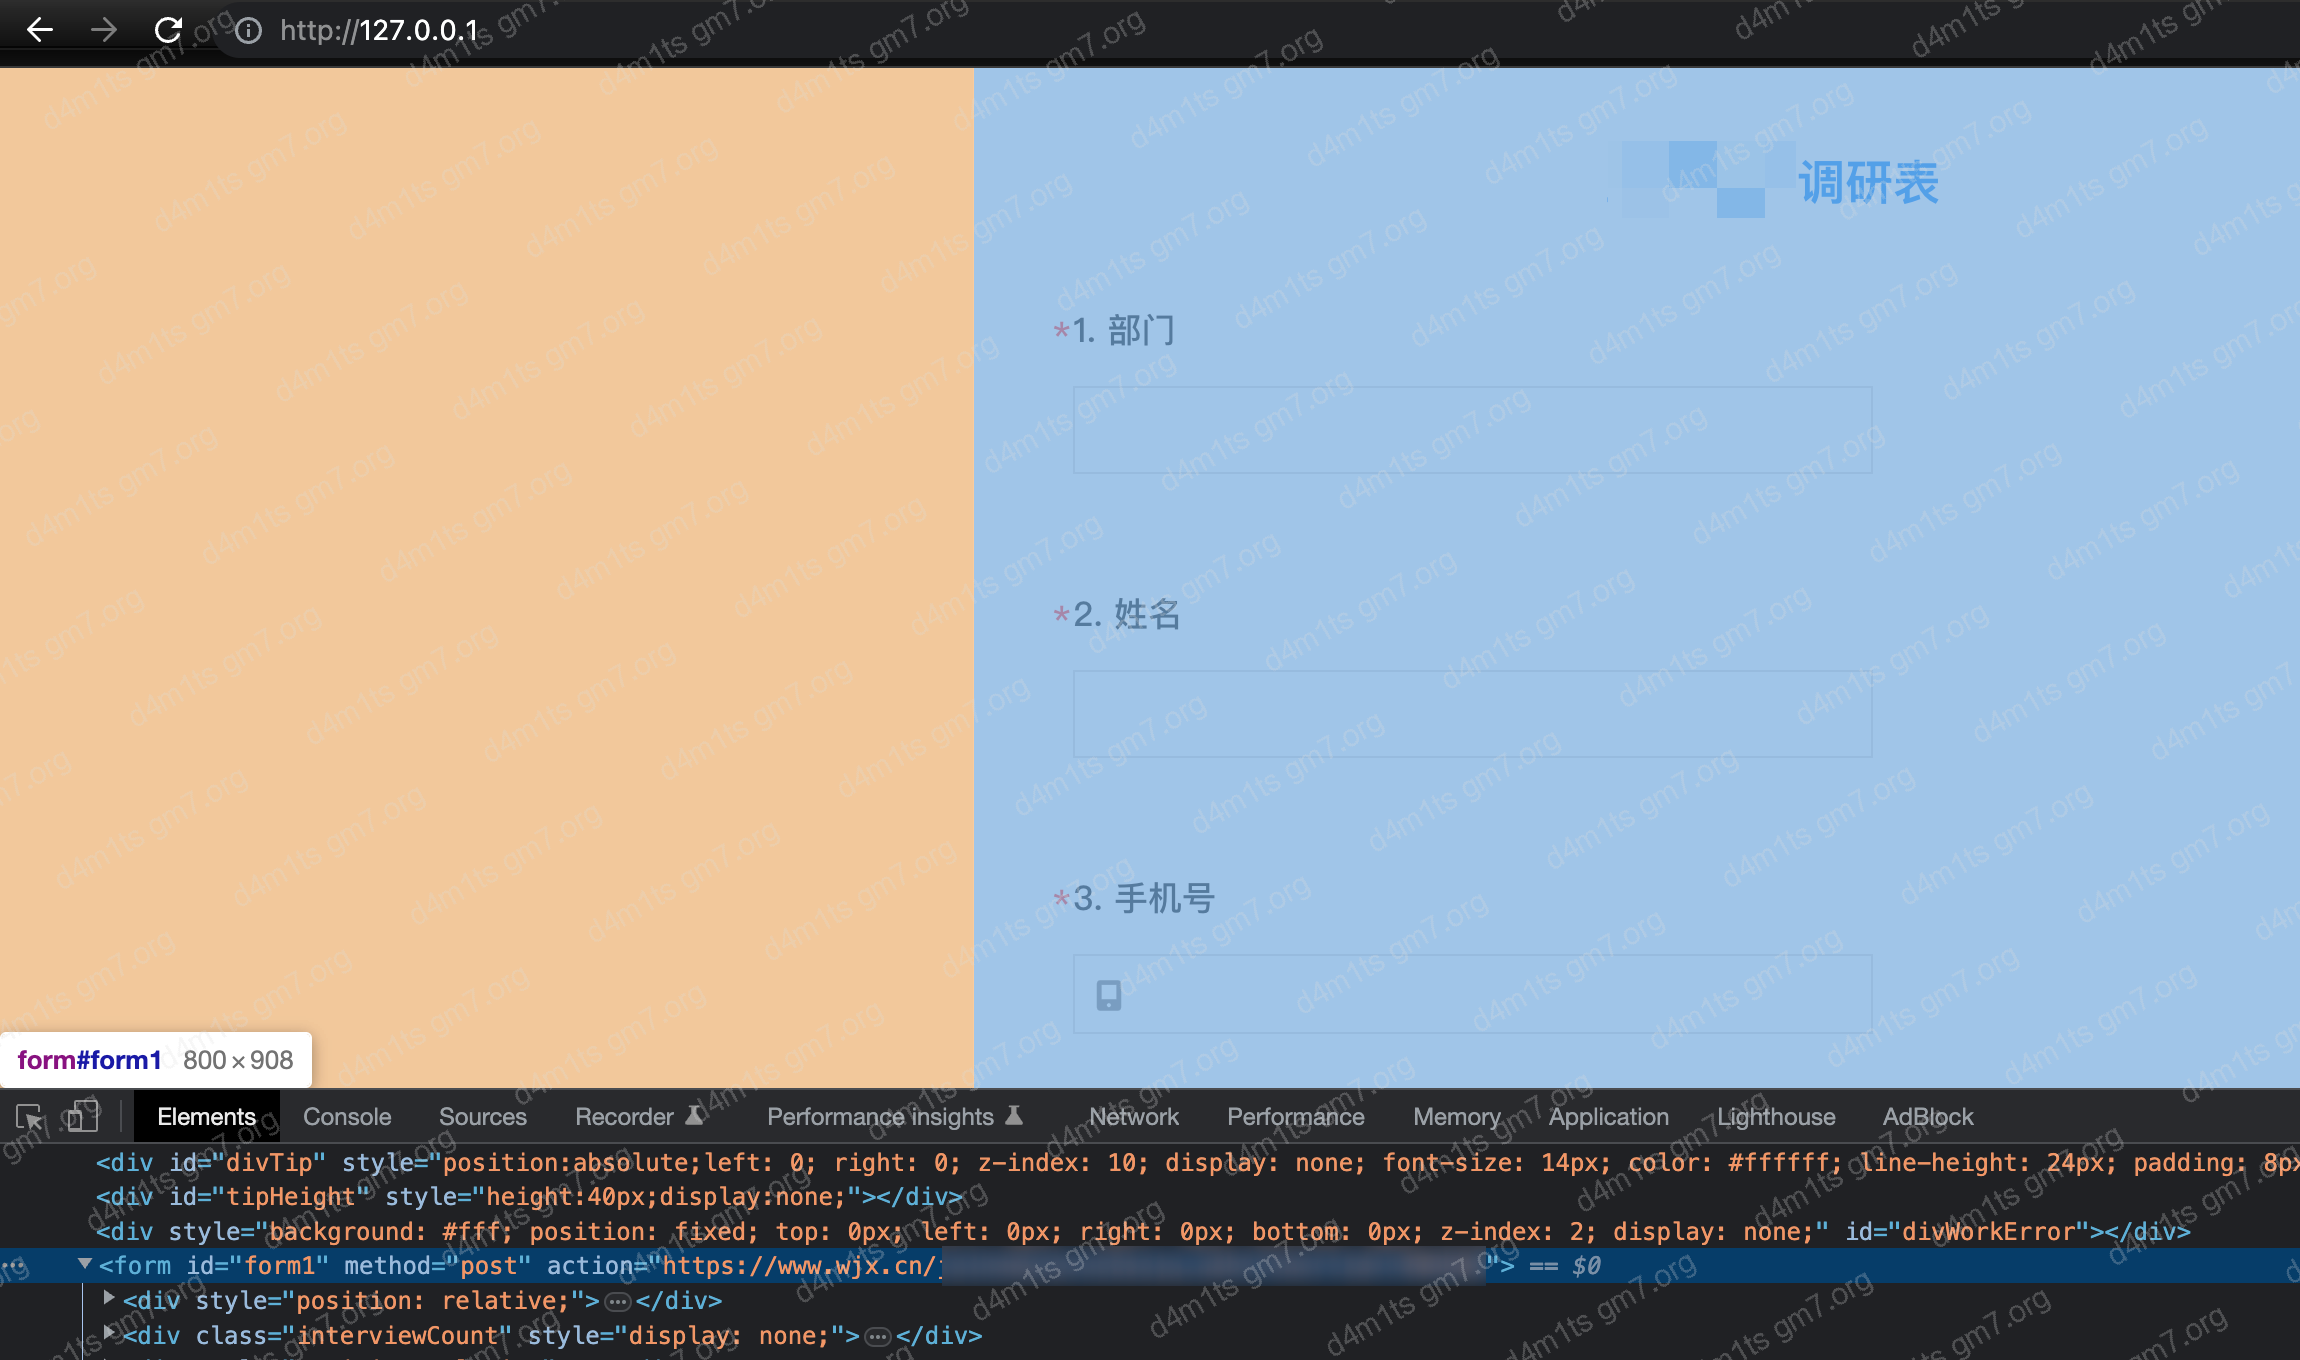 http://127.0.0.1
调研表
*1. 部门
*2. 姓名
*3. 手机号
form#form1 800 × 908
Elements Console Sources Recorder Performance insights Network Performance Memory Application Lighthouse AdBlock
<div id="divTip" style="position:absolute;left: 0; right: 0; z-index: 10; display: none; font-size: 14px; color: #ffffff; line-height: 24px; padding: 8px
<div id="tipHeight" style="height:40px;display:none;"></div>
<div style="background: #fff; position: fixed; top: 0px; left: 0px; right: 0px; bottom: 0px; z-index: 2; display: none;" id="divWorkError"></div>
<form id="form1" method="post" action="https://www.wjx.cn/j"> == $0
<div style="position: relative;">…</div>
<div class="interviewCount" style="display: none;">…</div>
d4m1ts gm7.org